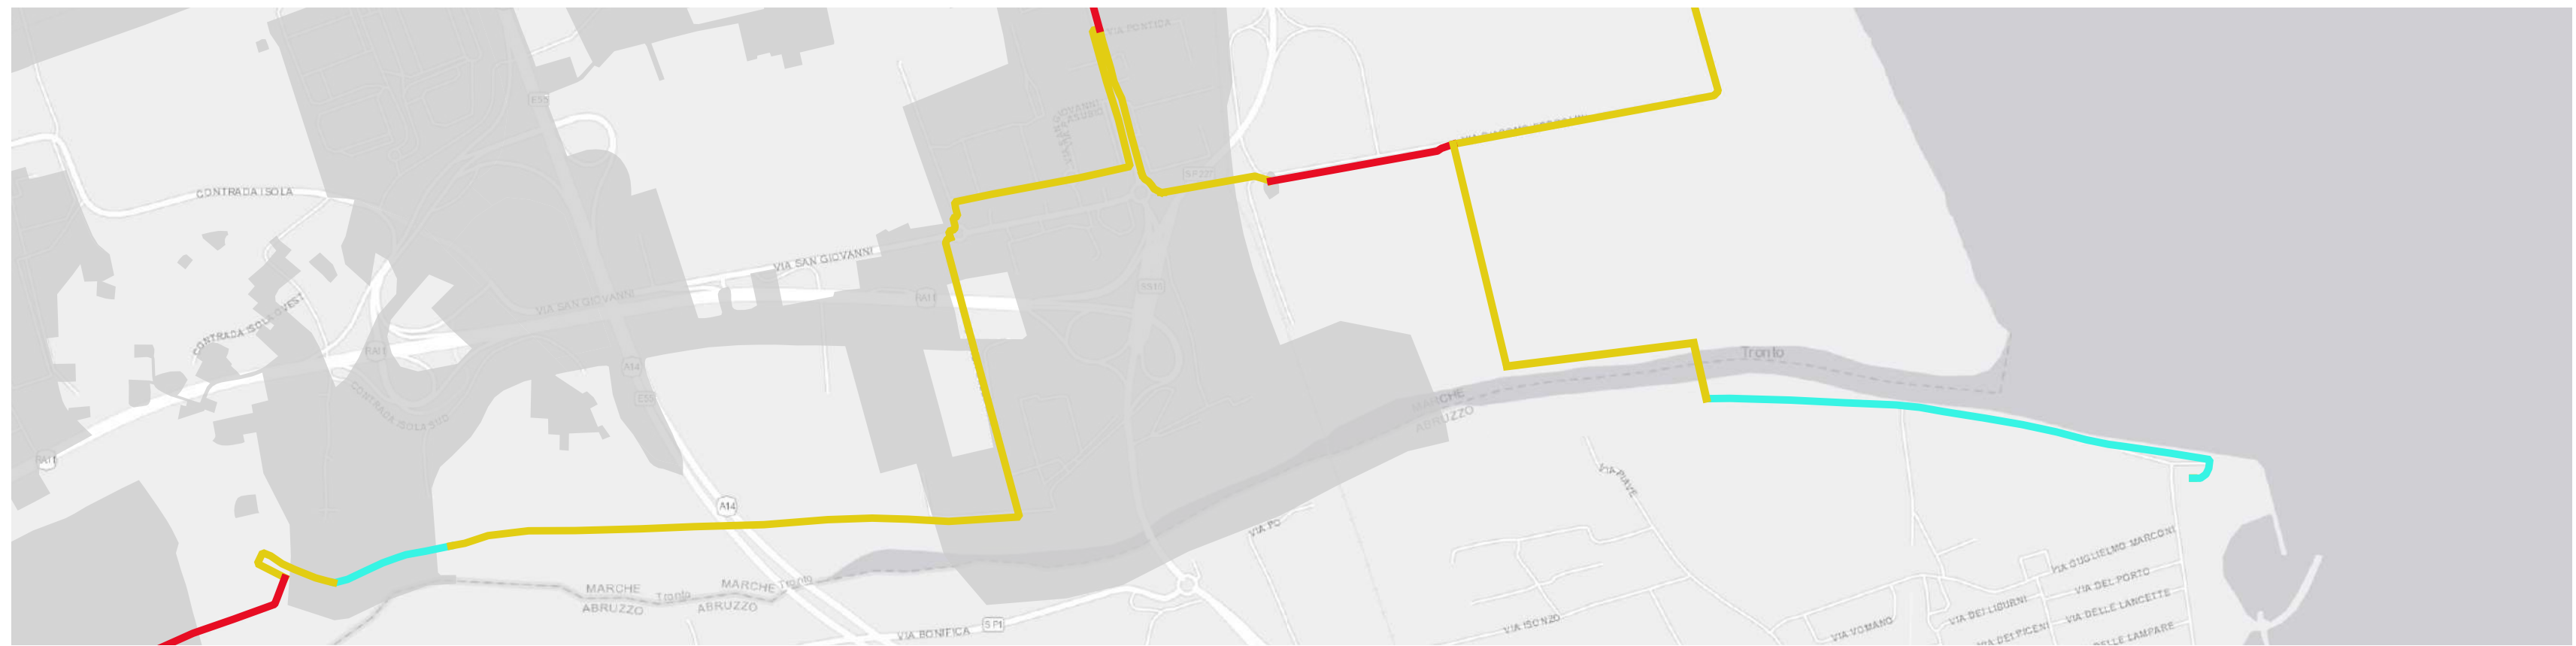 VIA PONTIDA
E55
SP227
CONTRADA ISOLA
VIA SAN GIOVANNI
VIA SAN GIOVANNI
SS16
RA11
CONTRADA ISOLA OVEST
RA11
A14
E55
CONTRADA ISOLA SUD
Tronto
MARCHE
ABRUZZO
RA11
VIA PIAVE
A14
VIA PO
VIA GUGLIELMO MARCONI
MARCHE
Tronto
MARCHE
Tronto
ABRUZZO
ABRUZZO
VIA DEL PORTO
VIA DEI LIBURNI
VIA DELLE LANCETTE
VIA BONIFICA
SP1
VIA ISONZO
VIA VOMANO
VIA DEI PICENI
DELLE LAMPARE